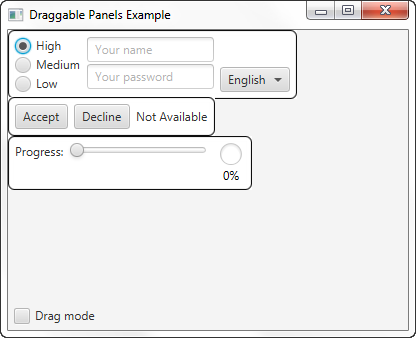 Draggable Panels Example
High
Medium
Low
Your name
Your password
English
Accept
Decline
Not Available
Progress:
0%
Drag mode